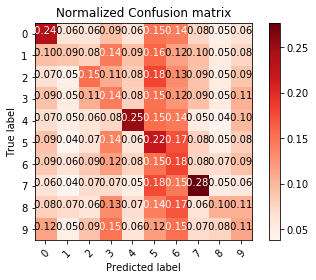 Normalized Confusion matrix
0 0.24 0.06 0.06 0.09 0.06 0.15 0.14 0.08 0.05 0.06
1 0.10 0.09 0.08 0.14 0.09 0.16 0.12 0.10 0.05 0.08
2 0.07 0.05 0.15 0.11 0.08 0.18 0.13 0.09 0.05 0.09
3 0.09 0.05 0.11 0.14 0.08 0.15 0.12 0.09 0.05 0.11
4 0.07 0.05 0.06 0.08 0.25 0.15 0.14 0.05 0.04 0.10
5 0.09 0.04 0.07 0.14 0.06 0.22 0.17 0.08 0.05 0.08
6 0.09 0.06 0.09 0.12 0.08 0.15 0.18 0.08 0.07 0.09
7 0.06 0.04 0.07 0.07 0.05 0.18 0.15 0.28 0.05 0.06
8 0.08 0.07 0.06 0.13 0.07 0.14 0.17 0.06 0.10 0.11
9 0.12 0.05 0.09 0.15 0.06 0.12 0.15 0.07 0.08 0.11
0 1 2 3 4 5 6 7 8 9
True label
Predicted label
0.25
0.20
0.15
0.10
0.05